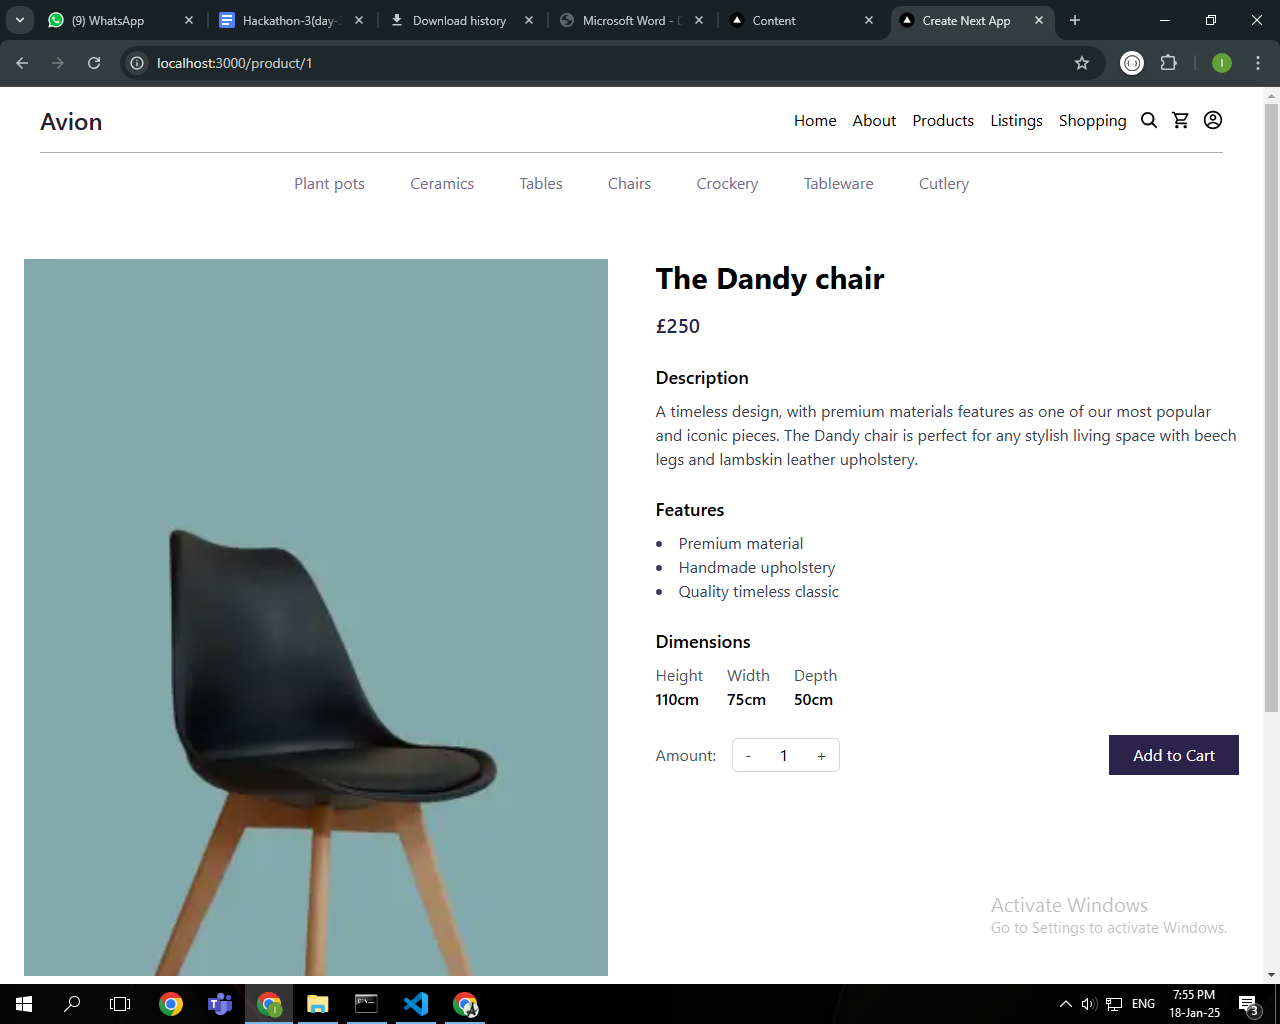 (9) WhatsApp
Hackathon-3(day-
Download history
Microsoft Word -
Content
Create Next App
localhost:3000/product/1
I
Avion
Home About Products Listings Shopping
Plant pots Ceramics Tables Chairs Crockery Tableware Cutlery
The Dandy chair
£250
Description
A timeless design, with premium materials features as one of our most popular
and iconic pieces. The Dandy chair is perfect for any stylish living space with beech
legs and lambskin leather upholstery.
Features
• Premium material
• Handmade upholstery
• Quality timeless classic
Dimensions
Height Width Depth
110cm 75cm 50cm
Amount: - 1 + Add to Cart
Activate Windows
Go to Settings to activate Windows.
ENG
7:55 PM
18-Jan-25
3